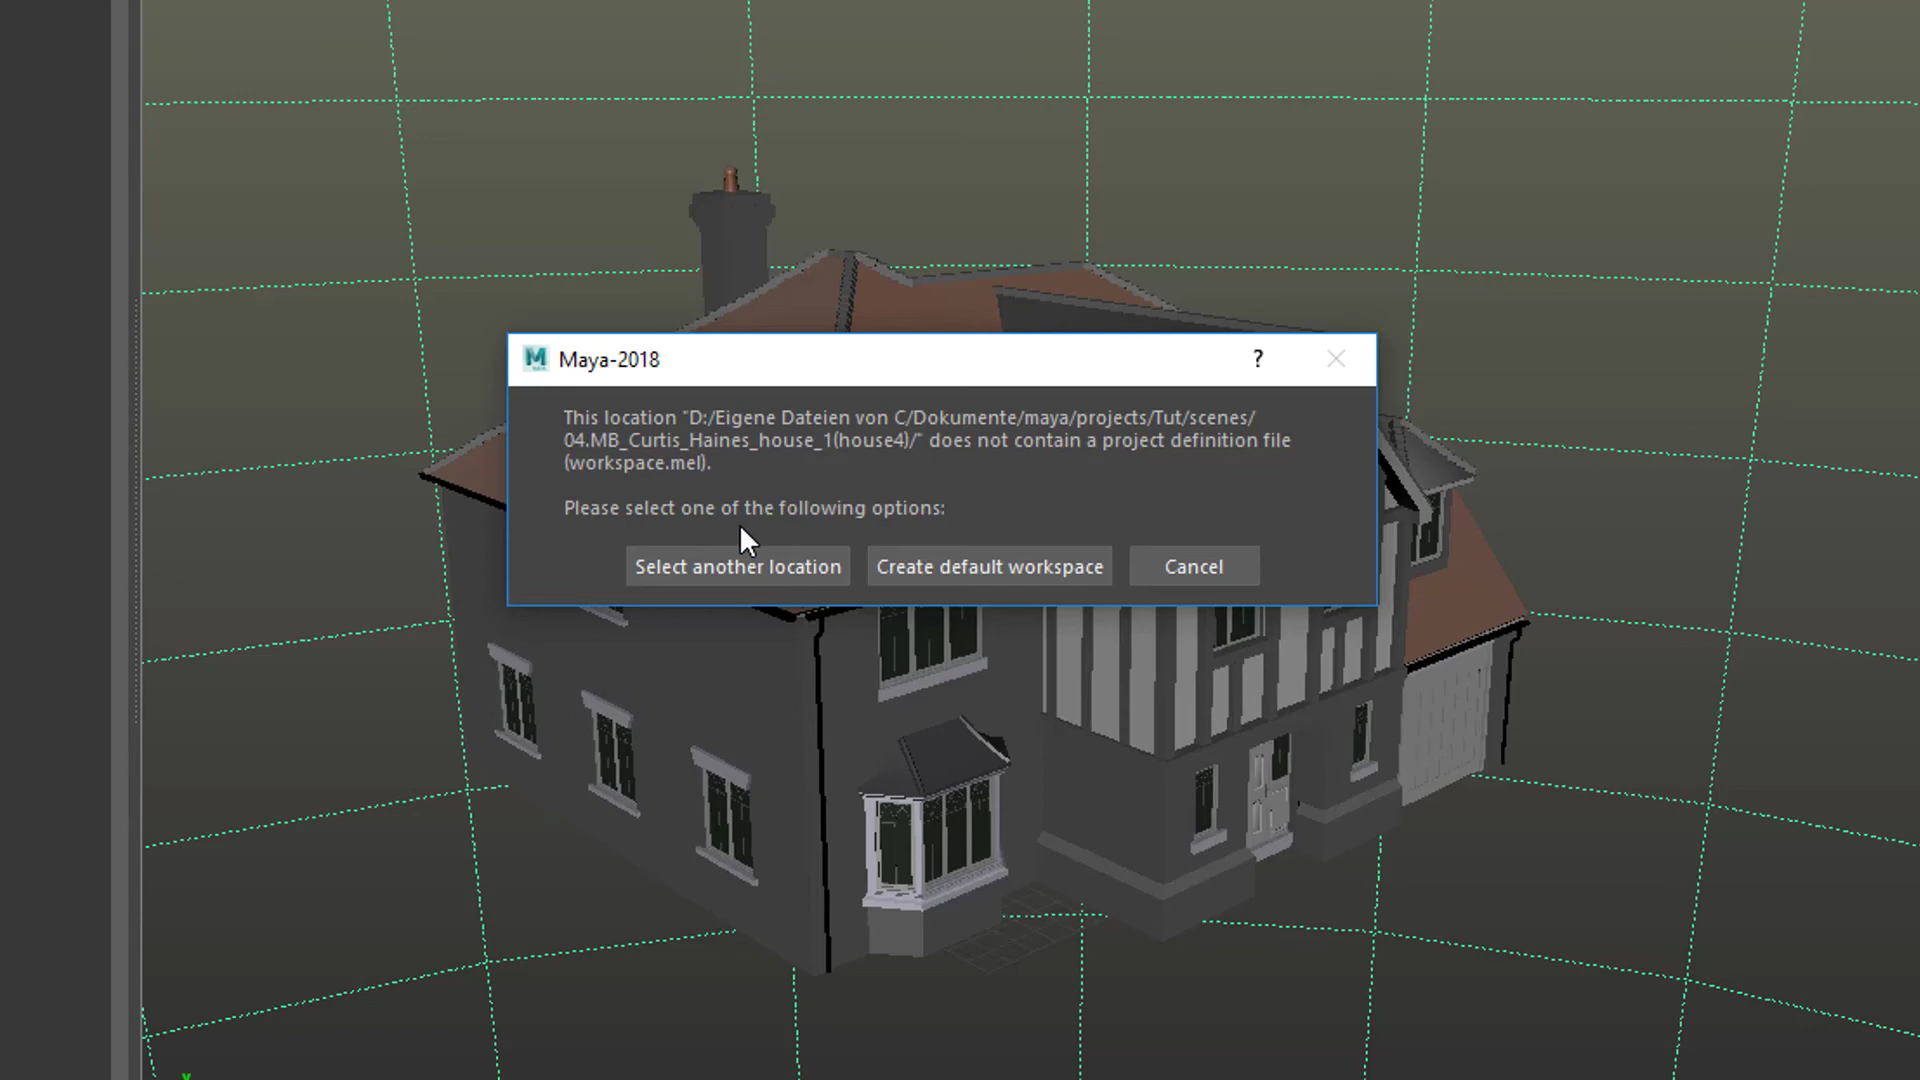 Maya-2018
?
This location "D:/Eigene Dateien von C/Dokumente/maya/projects/Tut/scenes/
04.MB_Curtis_Haines_house_1(house4)/" does not contain a project definition file
(workspace.mel).
Please select one of the following options:
Select another location Create default workspace Cancel
y